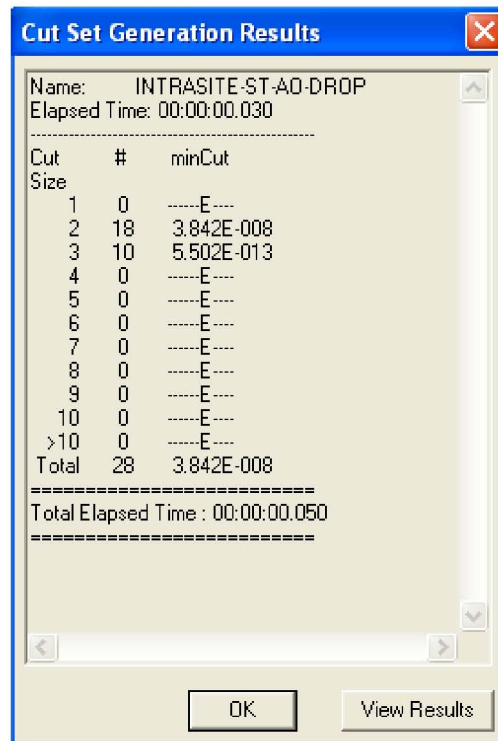 Cut Set Generation Results
Name: INTRASITE-ST-AO-DROP
Elapsed Time: 00:00:00.030
--------------------------------------------------
Cut # minCut
Size
1 0 ------E----
2 18 3.842E-008
3 10 5.502E-013
4 0 ------E----
5 0 ------E----
6 0 ------E----
7 0 ------E----
8 0 ------E----
9 0 ------E----
10 0 ------E----
>10 0 ------E----
Total 28 3.842E-008
===========================
Total Elapsed Time : 00:00:00.050
===========================
OK View Results